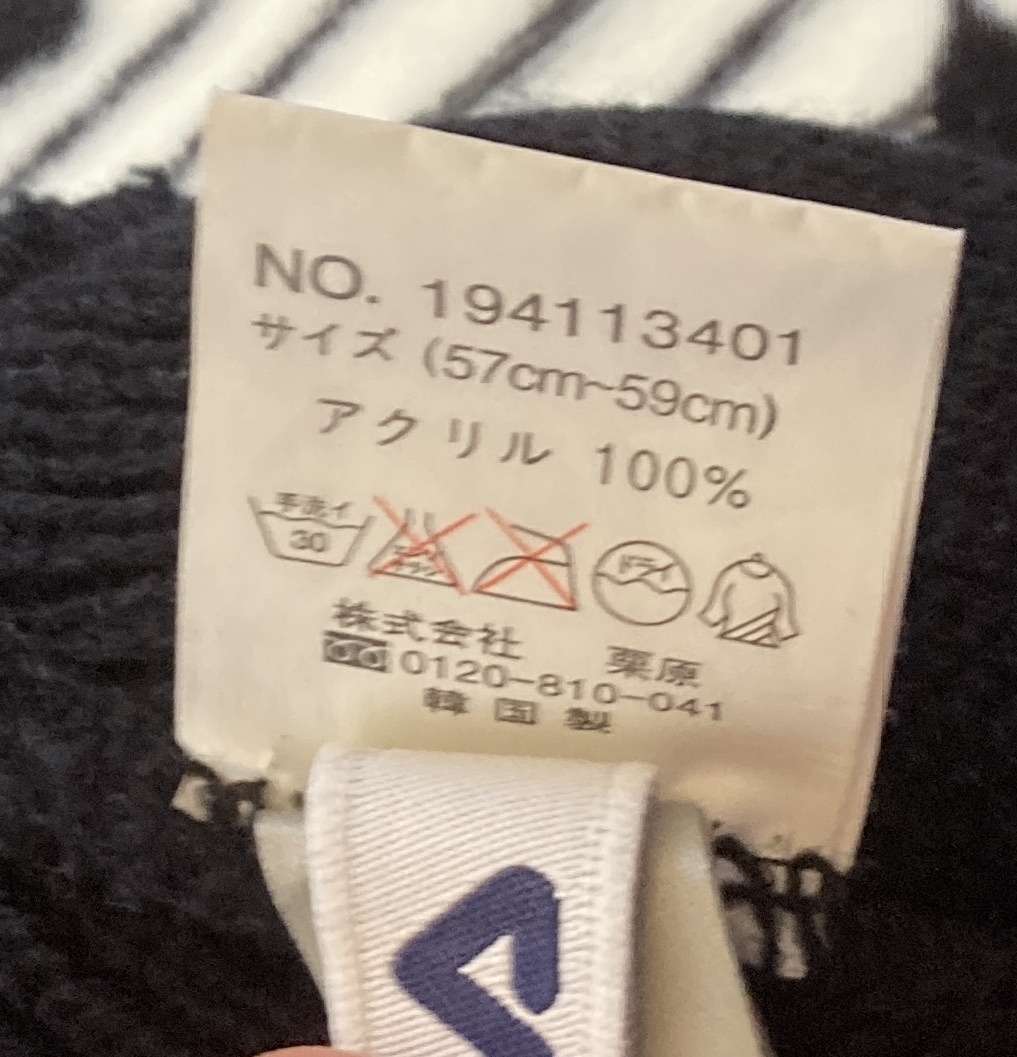 NO. 194113401
サイズ (57cm~59cm)
アクリル 100%
手洗イ
30
ドライ
株式会社 栗原
0120-810-041
韓国製